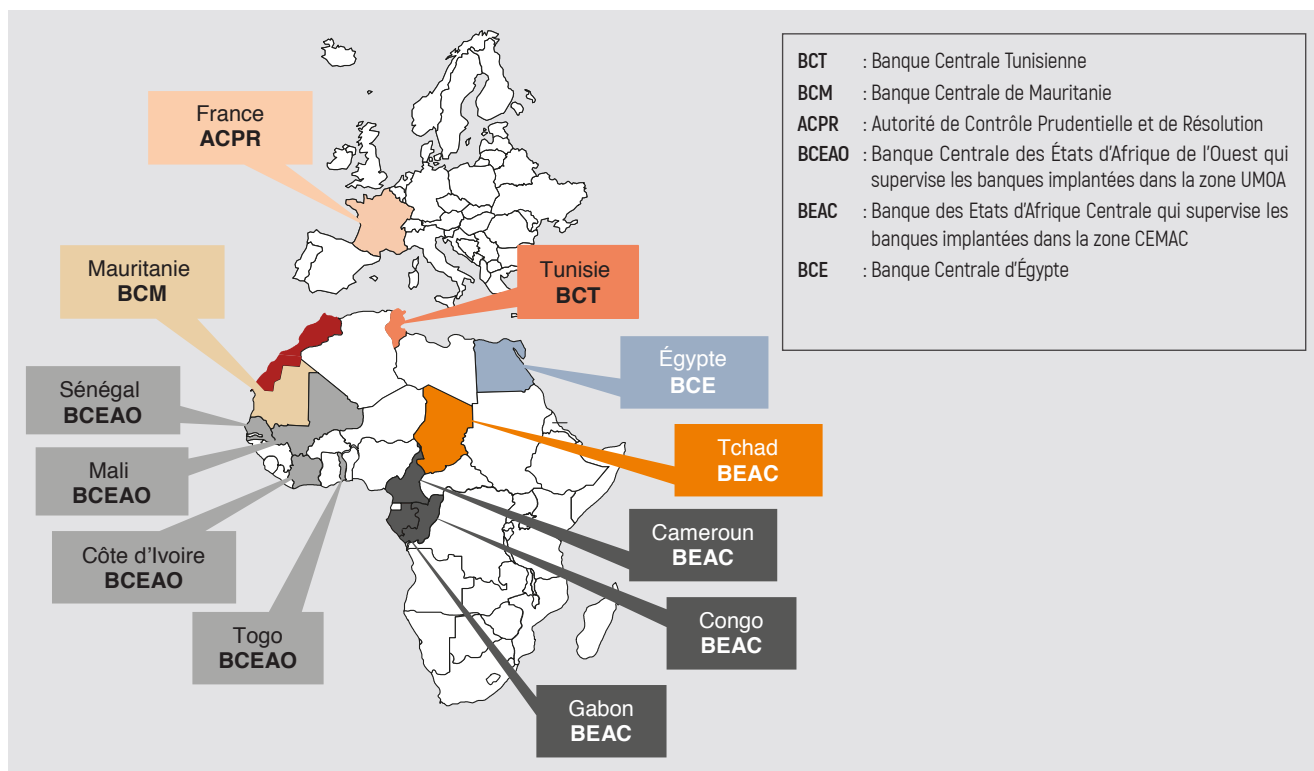 France
ACPR
Mauritanie
BCM
Tunisie
BCT
Égypte
BCE
Sénégal
BCEAO
Mali
BCEAO
Côte d'Ivoire
BCEAO
Togo
BCEAO
Tchad
BEAC
Cameroun
BEAC
Congo
BEAC
Gabon
BEAC
BCT : Banque Centrale Tunisienne
BCM : Banque Centrale de Mauritanie
ACPR : Autorité de Contrôle Prudentielle et de Résolution
BCEAO : Banque Centrale des États d'Afrique de l'Ouest qui
supervise les banques implantées dans la zone UMOA
BEAC : Banque des Etats d'Afrique Centrale qui supervise les
banques implantées dans la zone CEMAC
BCE : Banque Centrale d'Égypte